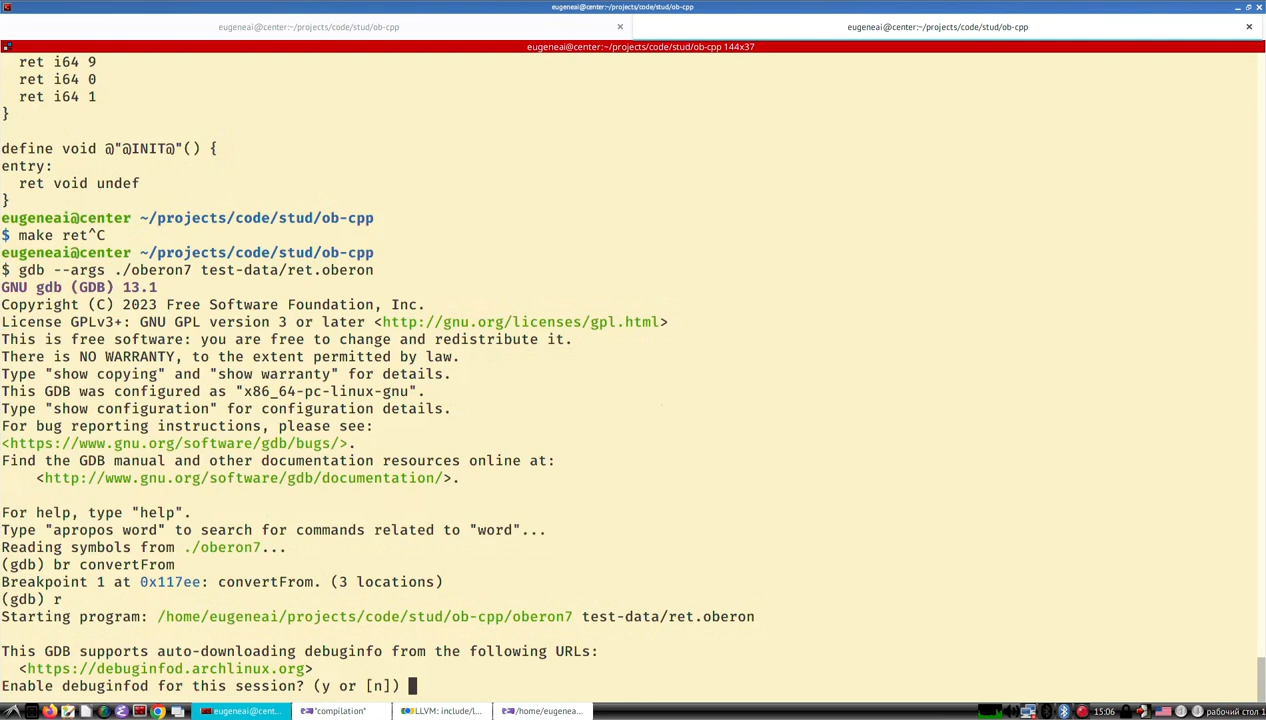 eugeneai@center:~/projects/code/stud/ob-cpp
eugeneai@center:~/projects/code/stud/ob-cpp
eugeneai@center:~/projects/code/stud/ob-cpp
eugeneai@center:~/projects/code/stud/ob-cpp 144x37
ret i64 9
ret i64 0
ret i64 1
}
define void @"@INIT@"() {
entry:
ret void undef
}
eugeneai@center ~/projects/code/stud/ob-cpp
$ make ret^C
eugeneai@center ~/projects/code/stud/ob-cpp
$ gdb --args ./oberon7 test-data/ret.oberon
GNU gdb (GDB) 13.1
Copyright (C) 2023 Free Software Foundation, Inc.
License GPLv3+: GNU GPL version 3 or later <http://gnu.org/licenses/gpl.html>
This is free software: you are free to change and redistribute it.
There is NO WARRANTY, to the extent permitted by law.
Type "show copying" and "show warranty" for details.
This GDB was configured as "x86_64-pc-linux-gnu".
Type "show configuration" for configuration details.
For bug reporting instructions, please see:
<https://www.gnu.org/software/gdb/bugs/>.
Find the GDB manual and other documentation resources online at:
<http://www.gnu.org/software/gdb/documentation/>.
For help, type "help".
Type "apropos word" to search for commands related to "word"...
Reading symbols from ./oberon7...
(gdb) br convertFrom
Breakpoint 1 at 0x117ee: convertFrom. (3 locations)
(gdb) r
Starting program: /home/eugeneai/projects/code/stud/ob-cpp/oberon7 test-data/ret.oberon
This GDB supports auto-downloading debuginfo from the following URLs:
<https://debuginfod.archlinux.org>
Enable debuginfod for this session? (y or [n])
eugeneai@cent... "compilation" LLVM: include/l... /home/eugenea... 15:06 рабочий стол 1